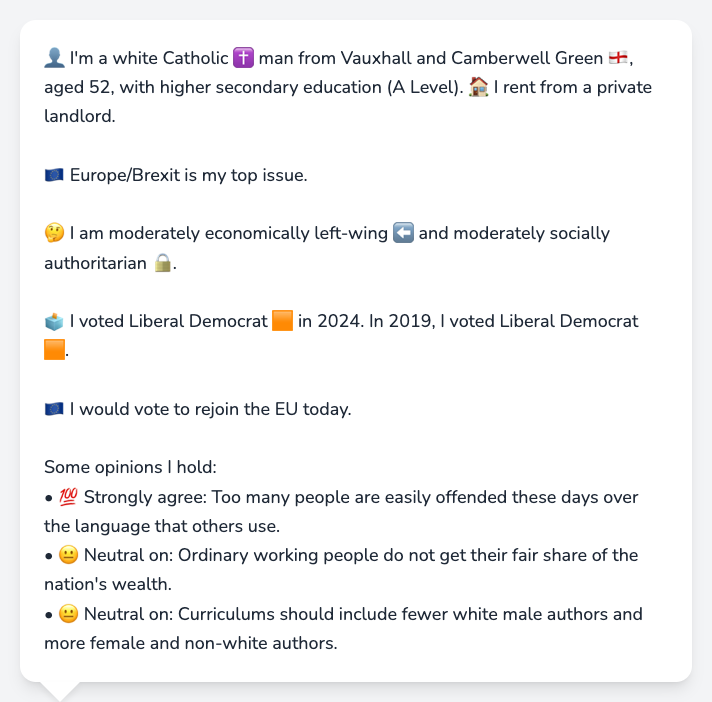 👤 I'm a white Catholic ✝️ man from Vauxhall and Camberwell Green 🏴󠁧󠁢󠁥󠁮󠁧󠁿,
aged 52, with higher secondary education (A Level). 🏠 I rent from a private
landlord.
🇪🇺 Europe/Brexit is my top issue.
🤔 I am moderately economically left-wing ⬅️ and moderately socially
authoritarian 🔒.
🗳️ I voted Liberal Democrat 🟧 in 2024. In 2019, I voted Liberal Democrat
🟧.
🇪🇺 I would vote to rejoin the EU today.
Some opinions I hold:
• 💯 Strongly agree: Too many people are easily offended these days over
the language that others use.
• 😐 Neutral on: Ordinary working people do not get their fair share of the
nation's wealth.
• 😐 Neutral on: Curriculums should include fewer white male authors and
more female and non-white authors.